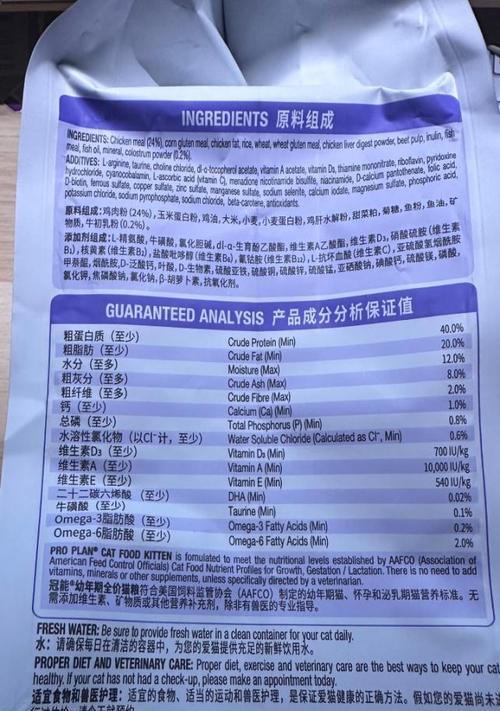 INGREDIENTS 原料组成
INGREDIENTS: Chicken meal (24%), corn gluten meal, chicken fat, rice, wheat, wheat gluten meal, chicken liver digest powder, beet pulp, inulin, fish
meal, fish oil, mineral, colostrum powder (0.2%).
ADDITIVES: L-arginine, taurine, choline chloride, dl-α-tocopherol acetate, vitamin A acetate, vitamin D₃, thiamine mononitrate, riboflavin, pyridoxine
hydrochloride, cyanocobalamin, L-ascorbic acid (vitamin C), menadione nicotinamide bisulfite, niacinamide, D-calcium pantothenate, folic acid,
D-biotin, ferrous sulfate, copper sulfate, zinc sulfate, manganese sulfate, sodium selenite, calcium iodate, magnesium sulfate, phosphoric acid,
potassium chloride, sodium pyrophosphate, sodium chloride, beta-carotene, antioxidants.
原料组成:鸡肉粉(24%),玉米蛋白粉,鸡油,大米,小麦,小麦蛋白粉,鸡肝水解粉,甜菜粕,菊糖,鱼粉,鱼油,矿
物质,牛初乳粉(0.2%)。
添加剂组成:L-精氨酸,牛磺酸,氯化胆碱,dl-α-生育酚乙酸酯,维生素A乙酸酯,维生素D₃,硝酸硫胺(维生素
B₁),核黄素(维生素B₂),盐酸吡哆醇(维生素B₆),氰钴胺(维生素B₁₂),L-抗坏血酸(维生素C),亚硫酸氢烟酰胺
甲萘醌,烟酰胺,D-泛酸钙,叶酸,D-生物素,硫酸亚铁,硫酸铜,硫酸锌,硫酸锰,亚硒酸钠,碘酸钙,硫酸镁,磷酸,
氯化钾,焦磷酸钠,氯化钠,β-胡萝卜素,抗氧化剂。
GUARANTEED ANALYSIS 产品成分分析保证值
粗蛋白质(至少) Crude Protein (Min) 40.0%
粗脂肪(至少) Crude Fat (Min) 20.0%
水分(至多) Moisture (Max) 12.0%
粗灰分(至多) Crude Ash (Max) 8.0%
粗纤维(至多) Crude Fibre (Max) 2.0%
钙(至少) Calcium (Ca) (Min) 1.0%
总磷(至少) Total Phosphorus (P) (Min) 0.8%
水溶性氯化物(以Cl⁻计,至少) Water Soluble Chloride (Calculated as Cl⁻, Min) 0.6%
维生素D₃(至少) Vitamin D₃ (Min) 700 IU/kg
维生素A(至少) Vitamin A (Min) 10,000 IU/kg
维生素E(至少) Vitamin E (Min) 540 IU/kg
二十二碳六烯酸(至少) DHA (Min) 0.02%
牛磺酸(至少) Taurine (Min) 0.1%
Omega-3脂肪酸(至少) Omega-3 Fatty Acids (Min) 0.2%
Omega-6脂肪酸(至少) Omega-6 Fatty Acids (Min) 2.0%
PRO PLAN® CAT FOOD KITTEN is fomulated to meet the nutritional levels established by AAFCO (Association of
American Feed Control Officials) Cat Food Nutrient Profiles for Growth, Gestation / Lactation. There is no need to add
vitamins, minerals or other supplements, unless specifically directed by a veterinarian.
冠能®幼年期全价猫粮符合美国饲料监管协会(AAFCO)制定的幼年期猫、怀孕和泌乳期猫营养标准。无
需添加维生素、矿物质或其他营养补充剂,除非有兽医的专业指导。
FRESH WATER: Be sure to provide fresh water in a clean container for your cat daily.
水:请确保每日在清洁的容器中,为您的爱猫提供充足的新鲜饮用水。
PROPER DIET AND VETERINARY CARE: Proper diet, exercise and veterinary care are the best ways to keep your cat
healthy. If your cat has not had a check-up, please make an appointment today.
适宜食物和兽医护理:适宜的食物、适当的运动和兽医护理,是保证爱猫健康的正确方法。假如您的爱猫尚未进